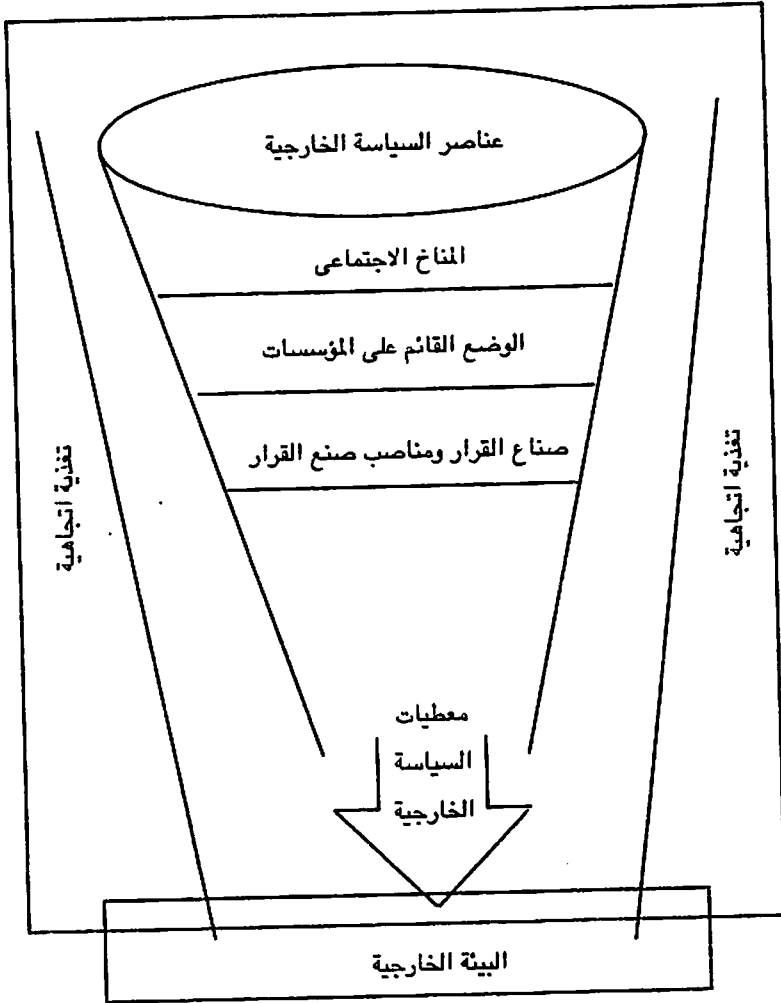 عناصر السياسة الخارجية
المناخ الاجتماعى
الوضع القائم على المؤسسات
صناع القرار ومناصب صنع القرار
تغذية اتجاهية
تغذية اتجاهية
معطيات
السياسة
الخارجية
البيئة الخارجية